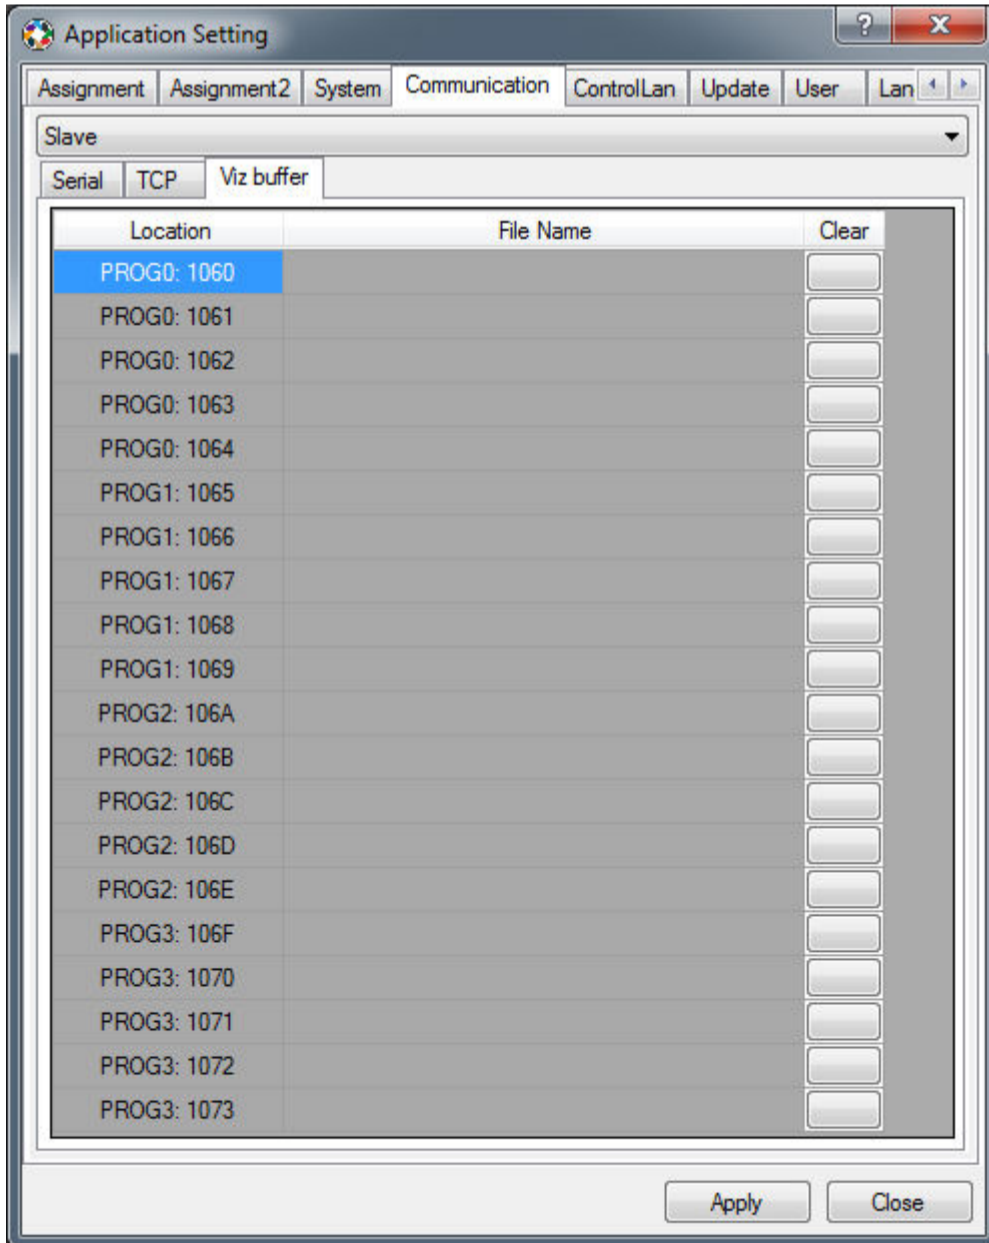 Application Setting
Assignment Assignment2 System Communication ControlLan Update User Lan
Slave
Serial TCP Viz buffer
Location File Name Clear
PROG0: 1060
PROG0: 1061
PROG0: 1062
PROG0: 1063
PROG0: 1064
PROG1: 1065
PROG1: 1066
PROG1: 1067
PROG1: 1068
PROG1: 1069
PROG2: 106A
PROG2: 106B
PROG2: 106C
PROG2: 106D
PROG2: 106E
PROG3: 106F
PROG3: 1070
PROG3: 1071
PROG3: 1072
PROG3: 1073
Apply Close